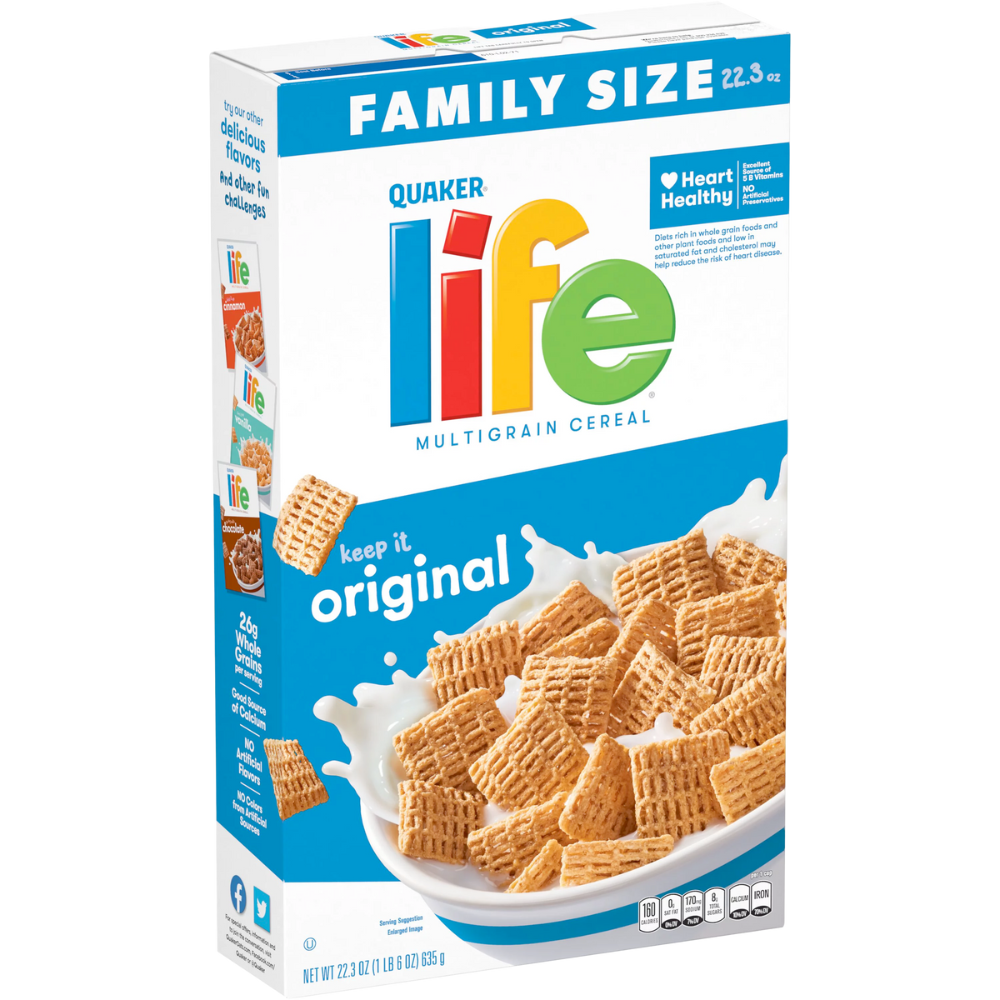 QUAKER
life
original
FAMILY SIZE 22.3 oz
QUAKER®
life
®
MULTIGRAIN CEREAL
Heart
Healthy
Excellent
Source of
5 B Vitamins
NO
Artificial
Preservatives
Diets rich in whole grain foods and
other plant foods and low in
saturated fat and cholesterol may
help reduce the risk of heart disease.
keep it
original
per 1 cup
160
CALORIES
0g
SAT FAT
0% DV
170mg
SODIUM
7% DV
8g
TOTAL
SUGARS
CALCIUM
10% DV
IRON
70% DV
Serving Suggestion
Enlarged Image
U
NET WT 22.3 OZ (1 LB 6 OZ) 635 g
try our other
delicious
flavors
And other fun
challenges
life
cinnamon
life
vanilla
life
chocolate
26g
Whole
Grains
per serving
Good Source
of Calcium
NO
Artificial
Flavors
NO Colors
from Artificial
Sources
For special offers, information and
to join the conversation, visit
QuakerOats.com, Facebook.com/
Quaker or @Quaker